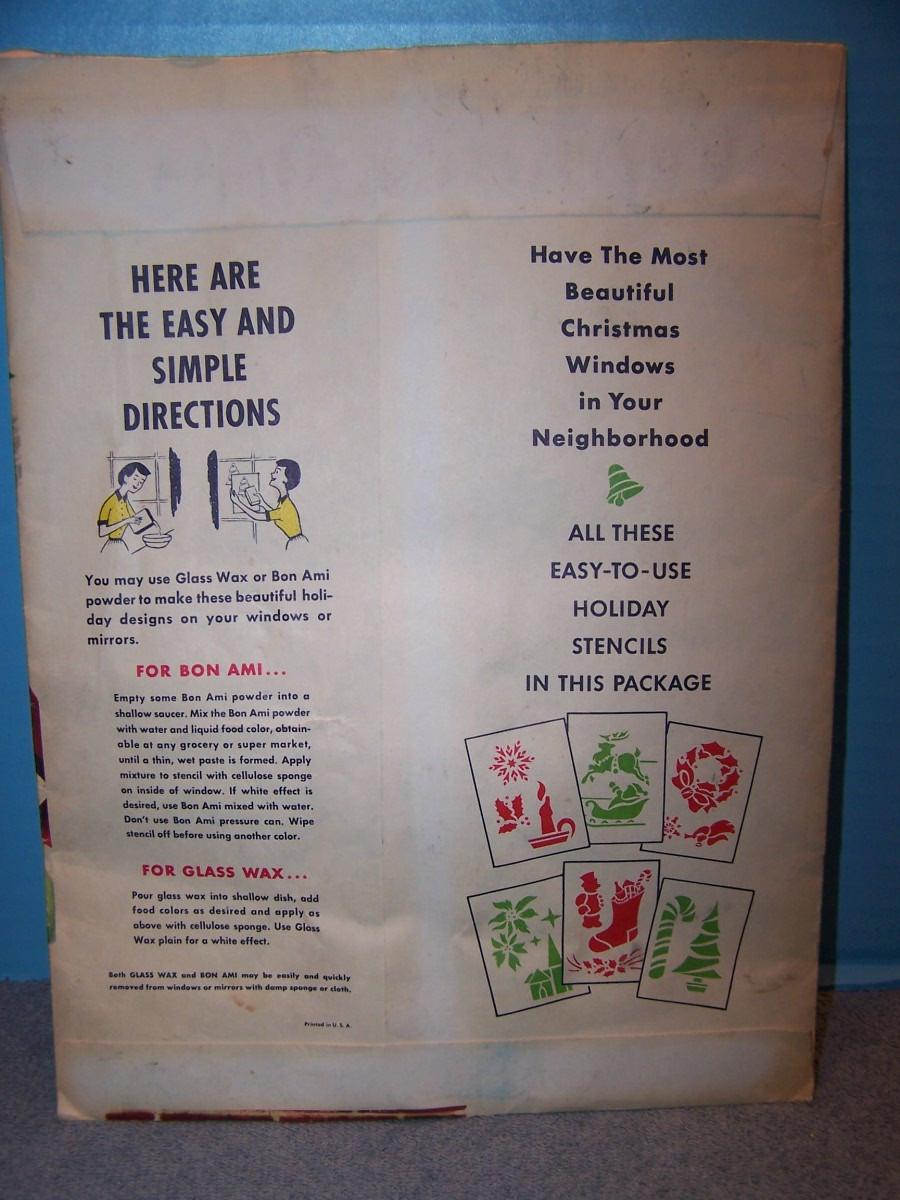 HERE ARE
THE EASY AND
SIMPLE
DIRECTIONS
You may use Glass Wax or Bon Ami
powder to make these beautiful holi-
day designs on your windows or
mirrors.
FOR BON AMI...
Empty some Bon Ami powder into a
shallow saucer. Mix the Bon Ami powder
with water and liquid food color, obtain-
able at any grocery or super market,
until a thin, wet paste is formed. Apply
mixture to stencil with cellulose sponge
on inside of window. If white effect is
desired, use Bon Ami mixed with water.
Don't use Bon Ami pressure can. Wipe
stencil off before using another color.
FOR GLASS WAX...
Pour glass wax into shallow dish, add
food colors as desired and apply as
above with cellulose sponge. Use Glass
Wax plain for a white effect.
Both GLASS WAX and BON AMI may be easily and quickly
removed from windows or mirrors with damp sponge or cloth.
Printed in U. S. A.
Have The Most
Beautiful
Christmas
Windows
in Your
Neighborhood
ALL THESE
EASY-TO-USE
HOLIDAY
STENCILS
IN THIS PACKAGE